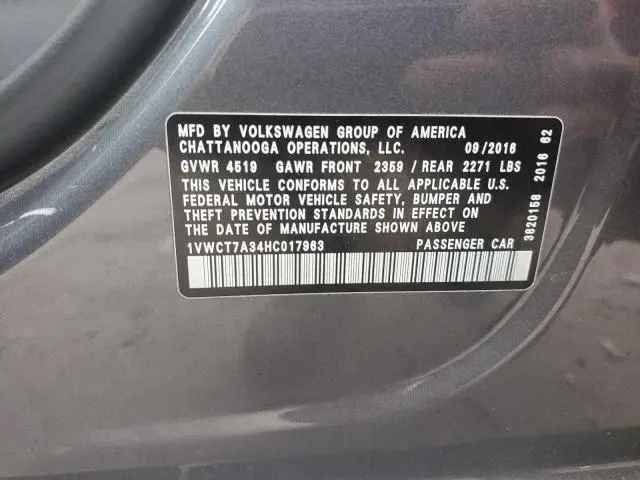 MFD BY VOLKSWAGEN GROUP OF AMERICA
CHATTANOOGA OPERATIONS, LLC. 09/2016
GVWR 4519 GAWR FRONT 2359 / REAR 2271 LBS
THIS VEHICLE CONFORMS TO ALL APPLICABLE U.S.
FEDERAL MOTOR VEHICLE SAFETY, BUMPER AND
THEFT PREVENTION STANDARDS IN EFFECT ON
THE DATE OF MANUFACTURE SHOWN ABOVE
1VWCT7A34HC017963 PASSENGER CAR
3820158 2016 62